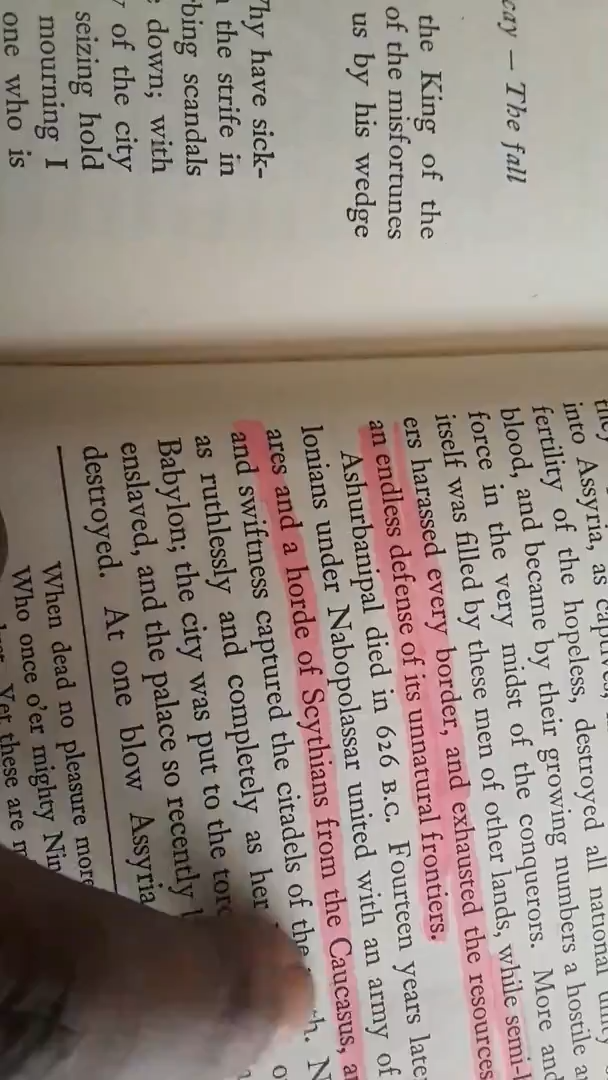 cay — The fall
the King of the
of the misfortunes
us by his wedge
Why have sick-
the strife in
bing scandals
down; with
of the city
seizing hold
mourning I
one who is
they
into Assyria, as captives,
fertility of the hopeless, destroyed all national unity
blood, and became by their growing numbers a hostile a
force in the very midst of the conquerors. More and
itself was filled by these men of other lands, while semi-
ers harassed every border, and exhausted the resources
an endless defense of its unnatural frontiers.
Ashurbanipal died in 626 B.C. Fourteen years late
lonians under Nabopolassar united with an army of
ares and a horde of Scythians from the Caucasus, a
and swiftness captured the citadels of the h. N
as ruthlessly and completely as her o
Babylon; the city was put to the torc
enslaved, and the palace so recently
destroyed. At one blow Assyria
When dead no pleasure more
Who once o'er mighty Nin
Yet these are m